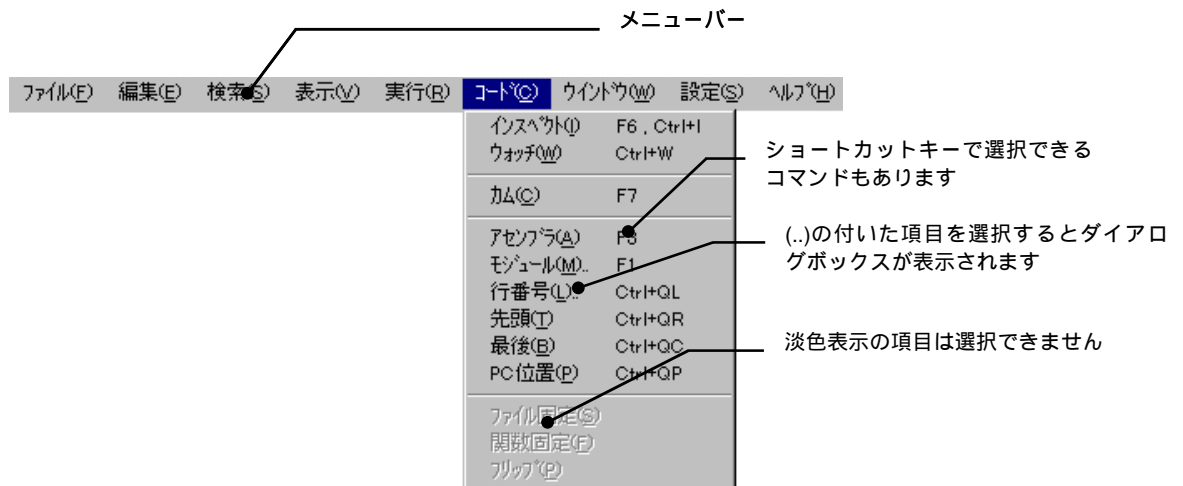 メニューバー
ﾌｧｲﾙ(F) 編集(E) 検索(S) 表示(V) 実行(R) ｺｰﾄﾞ(C) ｳｲﾝﾄﾞｳ(W) 設定(S) ﾍﾙﾌﾟ(H)
ｲﾝｽﾍﾟｸﾄ(I) F6 , Ctrl+I
ｳｫｯﾁ(W) Ctrl+W
ｶﾑ(C) F7
ｱｾﾝﾌﾞﾗ(A) F8
ﾓｼﾞｭｰﾙ(M).. F1
行番号(L).. Ctrl+QL
先頭(T) Ctrl+QR
最後(B) Ctrl+QC
PC位置(P) Ctrl+QP
ﾌｧｲﾙ固定(S)
関数固定(F)
ﾌﾘｯﾌﾟ(P)
ショートカットキーで選択できる
コマンドもあります
(..)の付いた項目を選択するとダイアロ
グボックスが表示されます
淡色表示の項目は選択できません